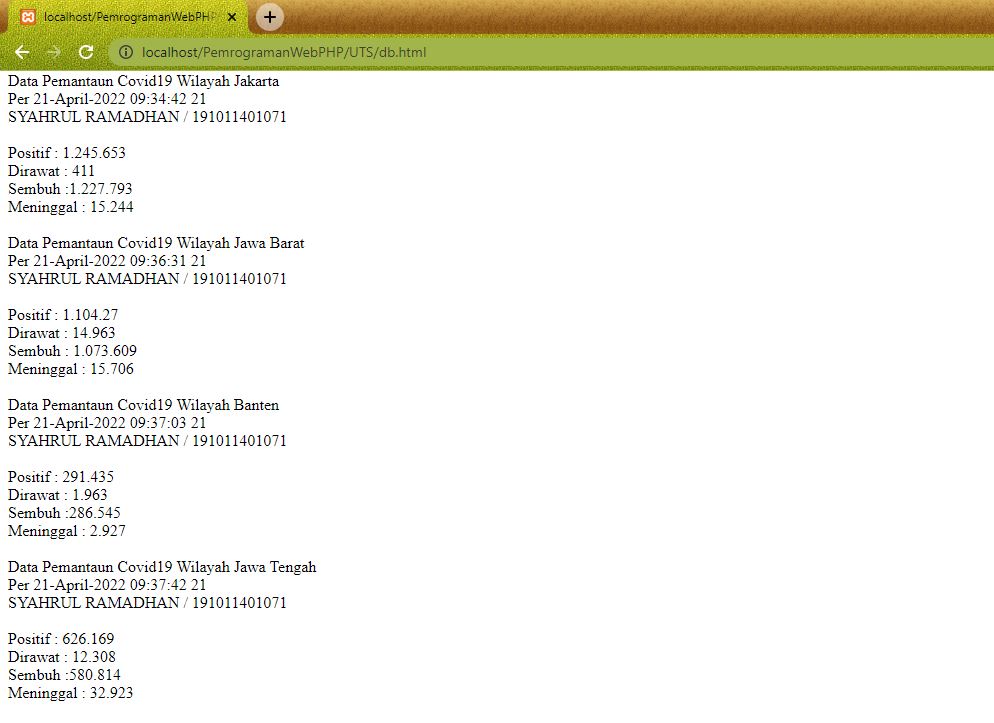 localhost/PemrogramanWebPHP
localhost/PemrogramanWebPHP/UTS/db.html
Data Pemantaun Covid19 Wilayah Jakarta
Per 21-April-2022 09:34:42 21
SYAHRUL RAMADHAN / 191011401071
Positif : 1.245.653
Dirawat : 411
Sembuh :1.227.793
Meninggal : 15.244
Data Pemantaun Covid19 Wilayah Jawa Barat
Per 21-April-2022 09:36:31 21
SYAHRUL RAMADHAN / 191011401071
Positif : 1.104.27
Dirawat : 14.963
Sembuh : 1.073.609
Meninggal : 15.706
Data Pemantaun Covid19 Wilayah Banten
Per 21-April-2022 09:37:03 21
SYAHRUL RAMADHAN / 191011401071
Positif : 291.435
Dirawat : 1.963
Sembuh :286.545
Meninggal : 2.927
Data Pemantaun Covid19 Wilayah Jawa Tengah
Per 21-April-2022 09:37:42 21
SYAHRUL RAMADHAN / 191011401071
Positif : 626.169
Dirawat : 12.308
Sembuh :580.814
Meninggal : 32.923